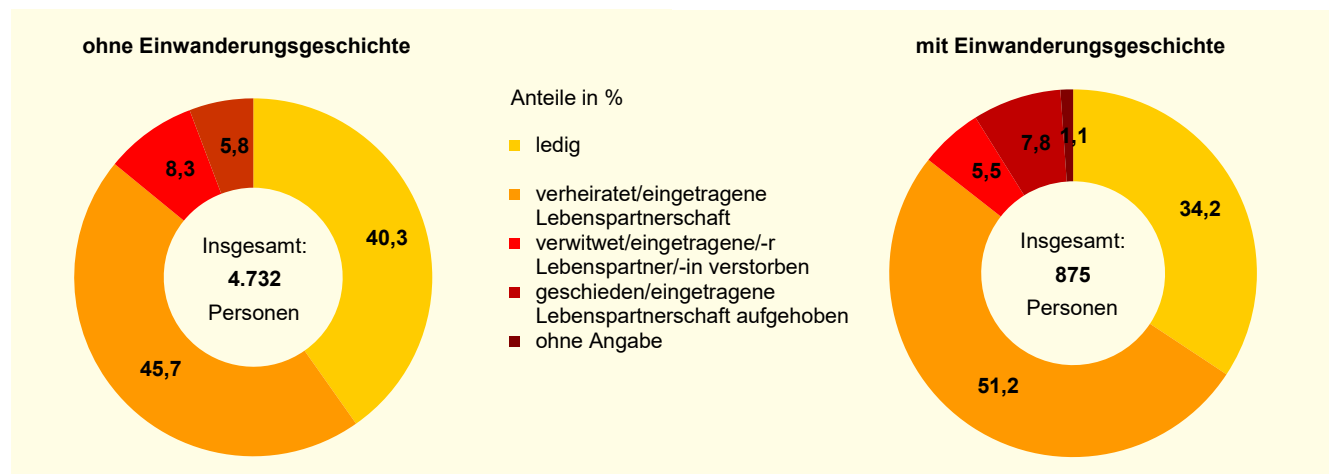 ohne Einwanderungsgeschichte
5,8
8,3
40,3
45,7
Insgesamt:
4.732
Personen
Anteile in %
ledig
verheiratet/eingetragene
Lebenspartnerschaft
verwitwet/eingetragene/-r
Lebenspartner/-in verstorben
geschieden/eingetragene
Lebenspartnerschaft aufgehoben
ohne Angabe
mit Einwanderungsgeschichte
1,1
7,8
5,5
34,2
51,2
Insgesamt:
875
Personen